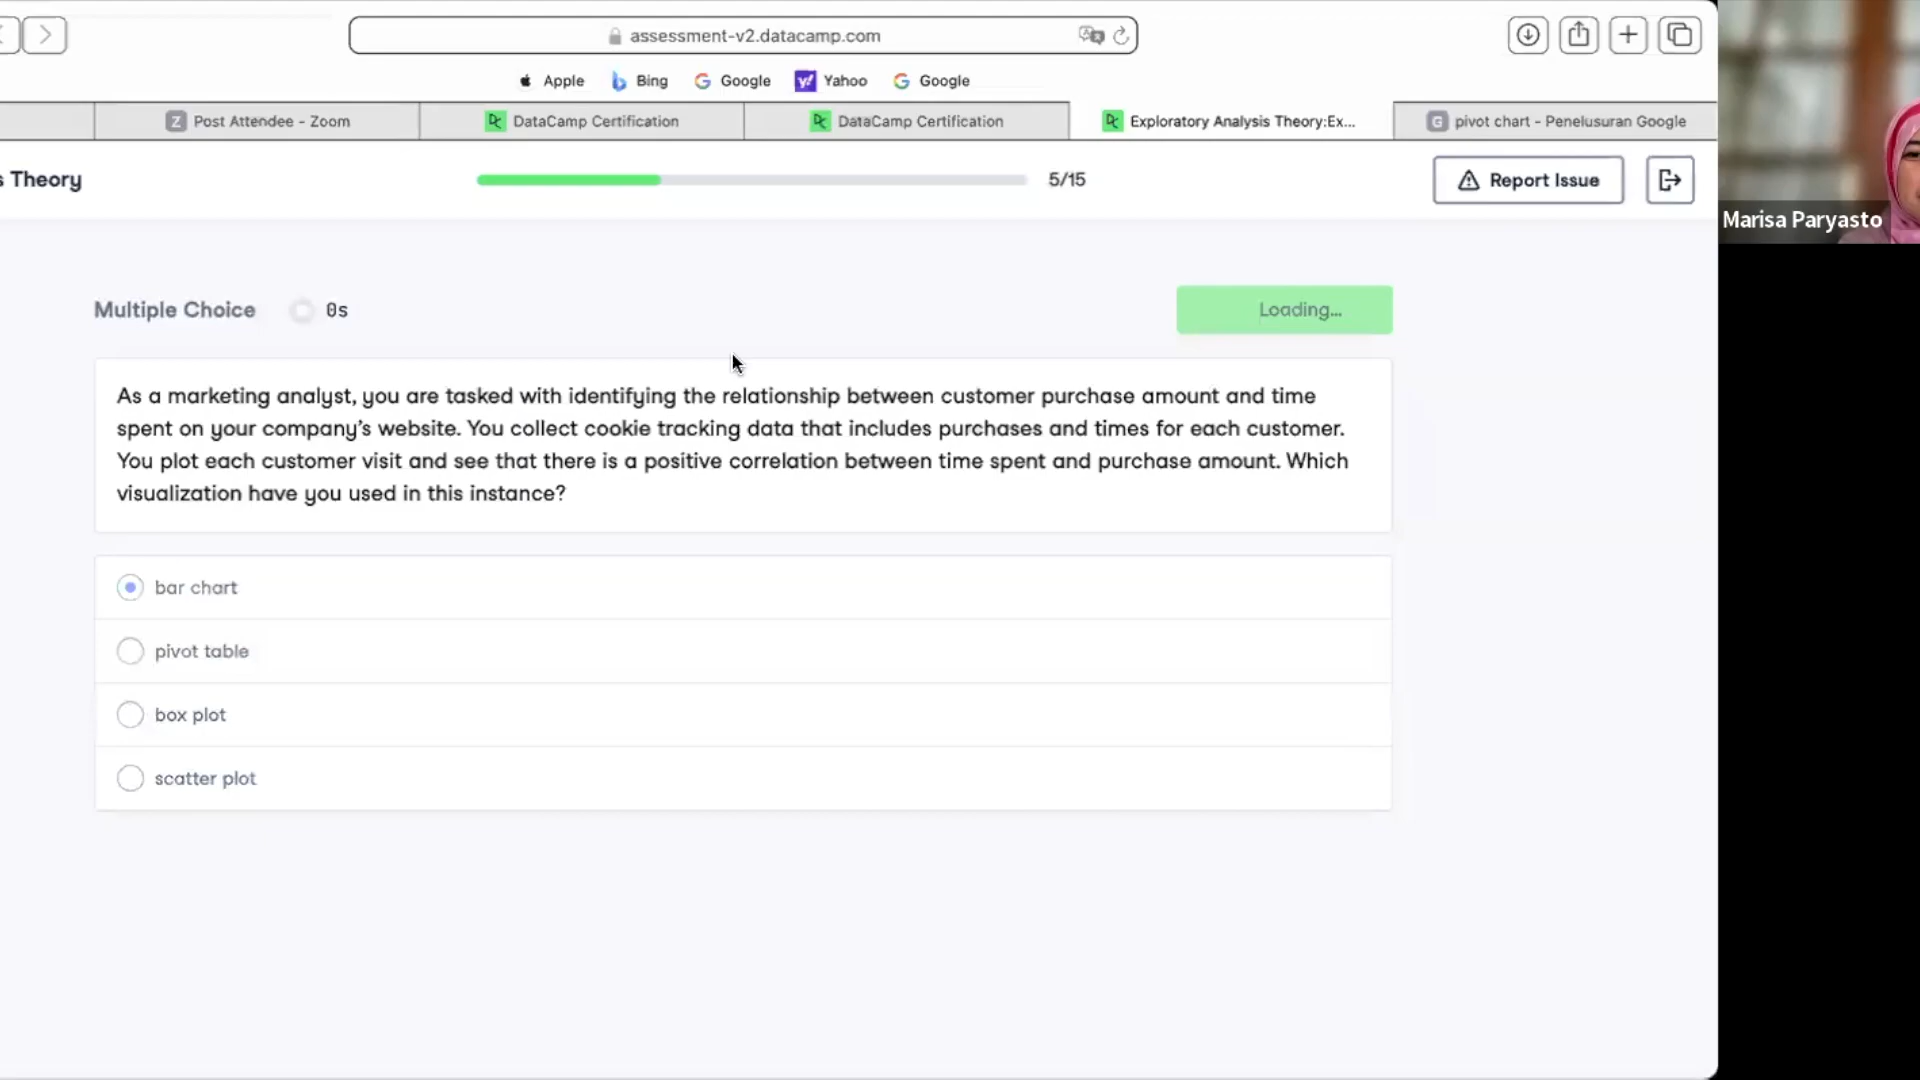 assessment-v2.datacamp.com
Apple
Bing
Google
Yahoo
Google
Post Attendee - Zoom
DataCamp Certification
DataCamp Certification
Exploratory Analysis Theory:Ex...
pivot chart - Penelusuran Google
s Theory
5/15
Report Issue
Marisa Paryasto
Multiple Choice
0s
Loading...
As a marketing analyst, you are tasked with identifying the relationship between customer purchase amount and time
spent on your company's website. You collect cookie tracking data that includes purchases and times for each customer.
You plot each customer visit and see that there is a positive correlation between time spent and purchase amount. Which
visualization have you used in this instance?
bar chart
pivot table
box plot
scatter plot